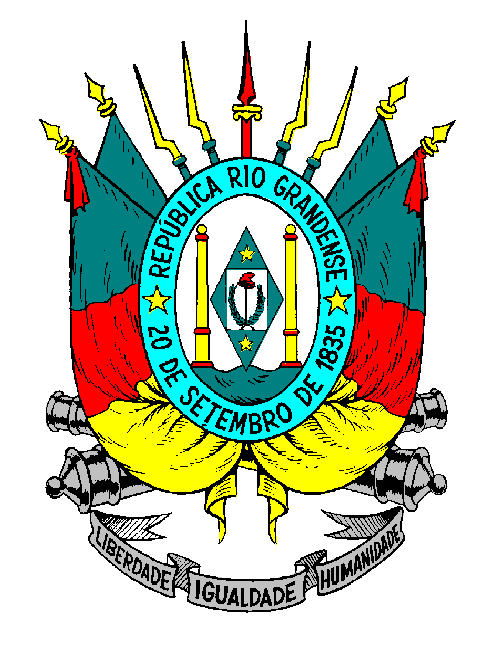 REPÚBLICA RIO GRANDENSE
20 DE SETEMBRO DE 1835
LIBERDADE IGUALDADE HUMANIDADE